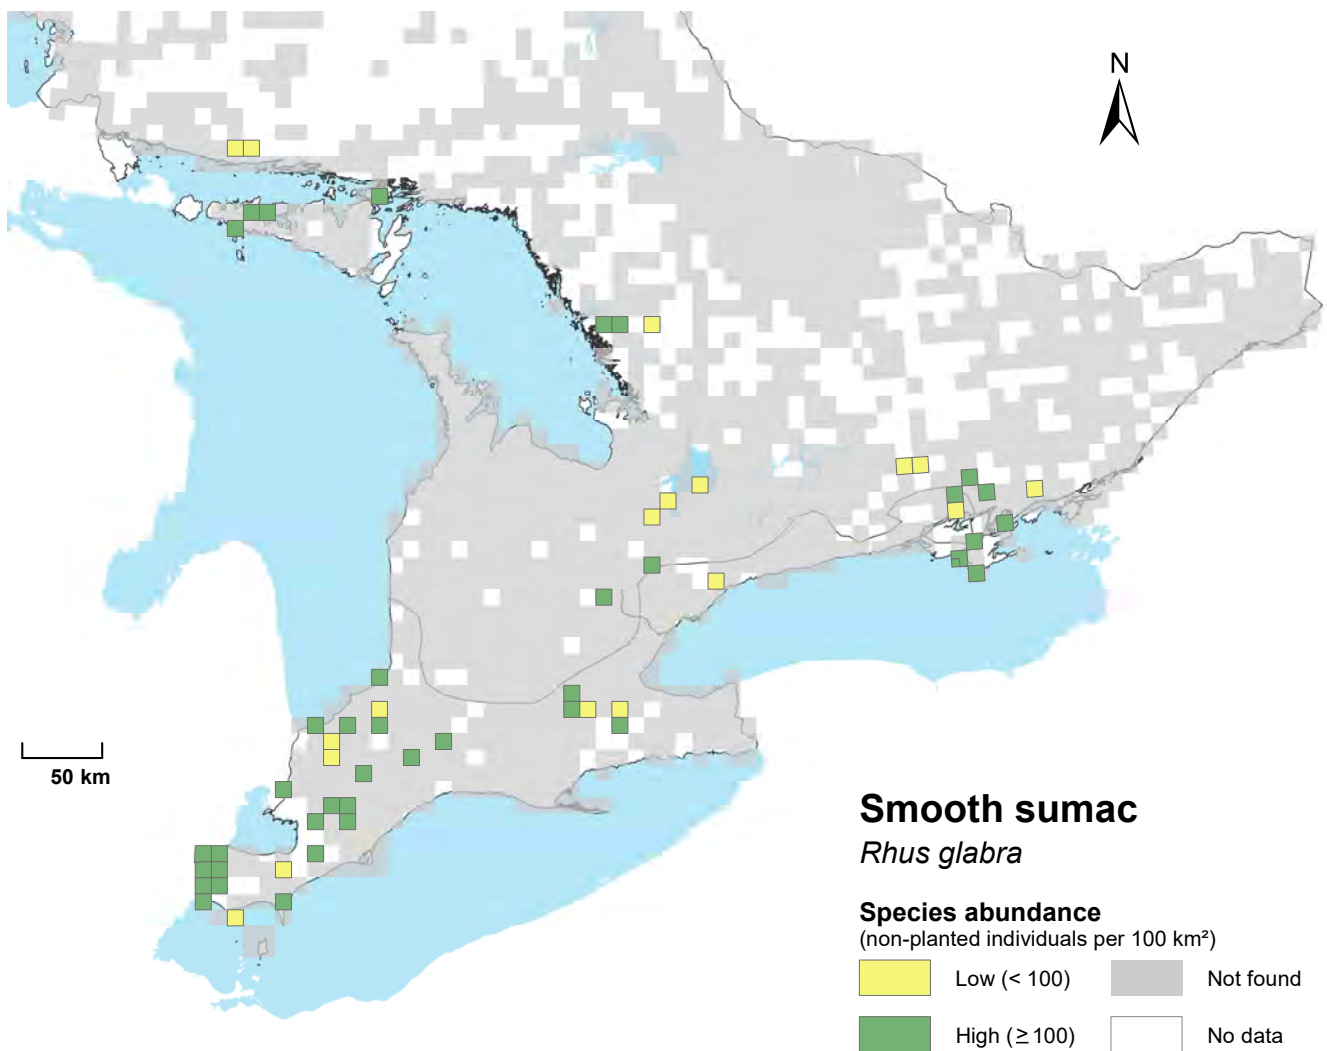 N
50 km
Smooth sumac
Rhus glabra
Species abundance
(non-planted individuals per 100 km²)
Low (< 100)
Not found
High (≥100)
No data